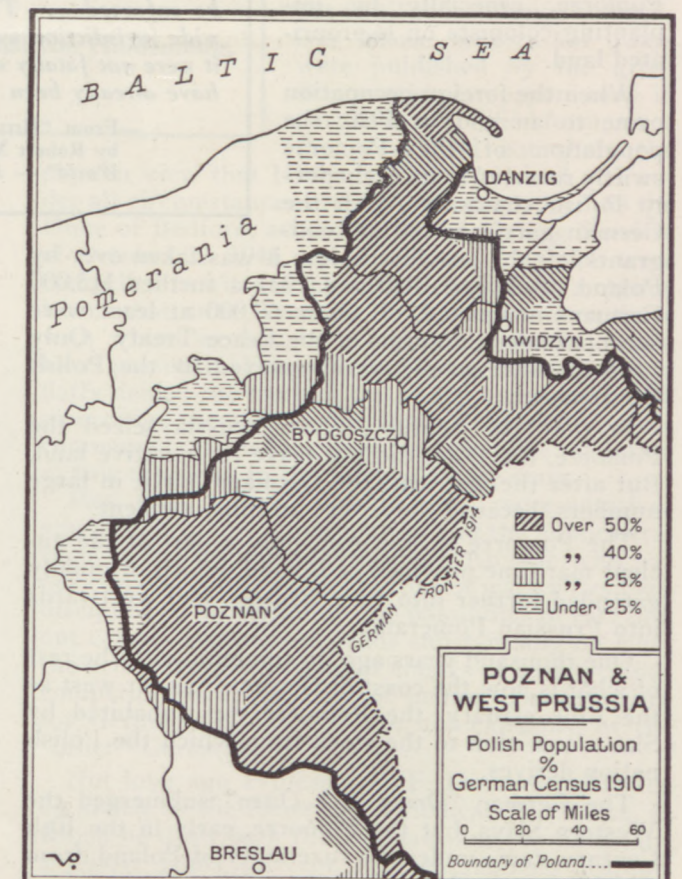 BALTIC SEA
DANZIG
Pomerania
KWIDZYN
BYDGOSZCZ
GERMAN FRONTIER 1914
Over 50%
„ 40%
„ 25%
Under 25%
POZNAN
POZNAN &
WEST PRUSSIA
Polish Population
%
German Census 1910
Scale of Miles
0 20 40 60
Boundary of Poland....
BRESLAU